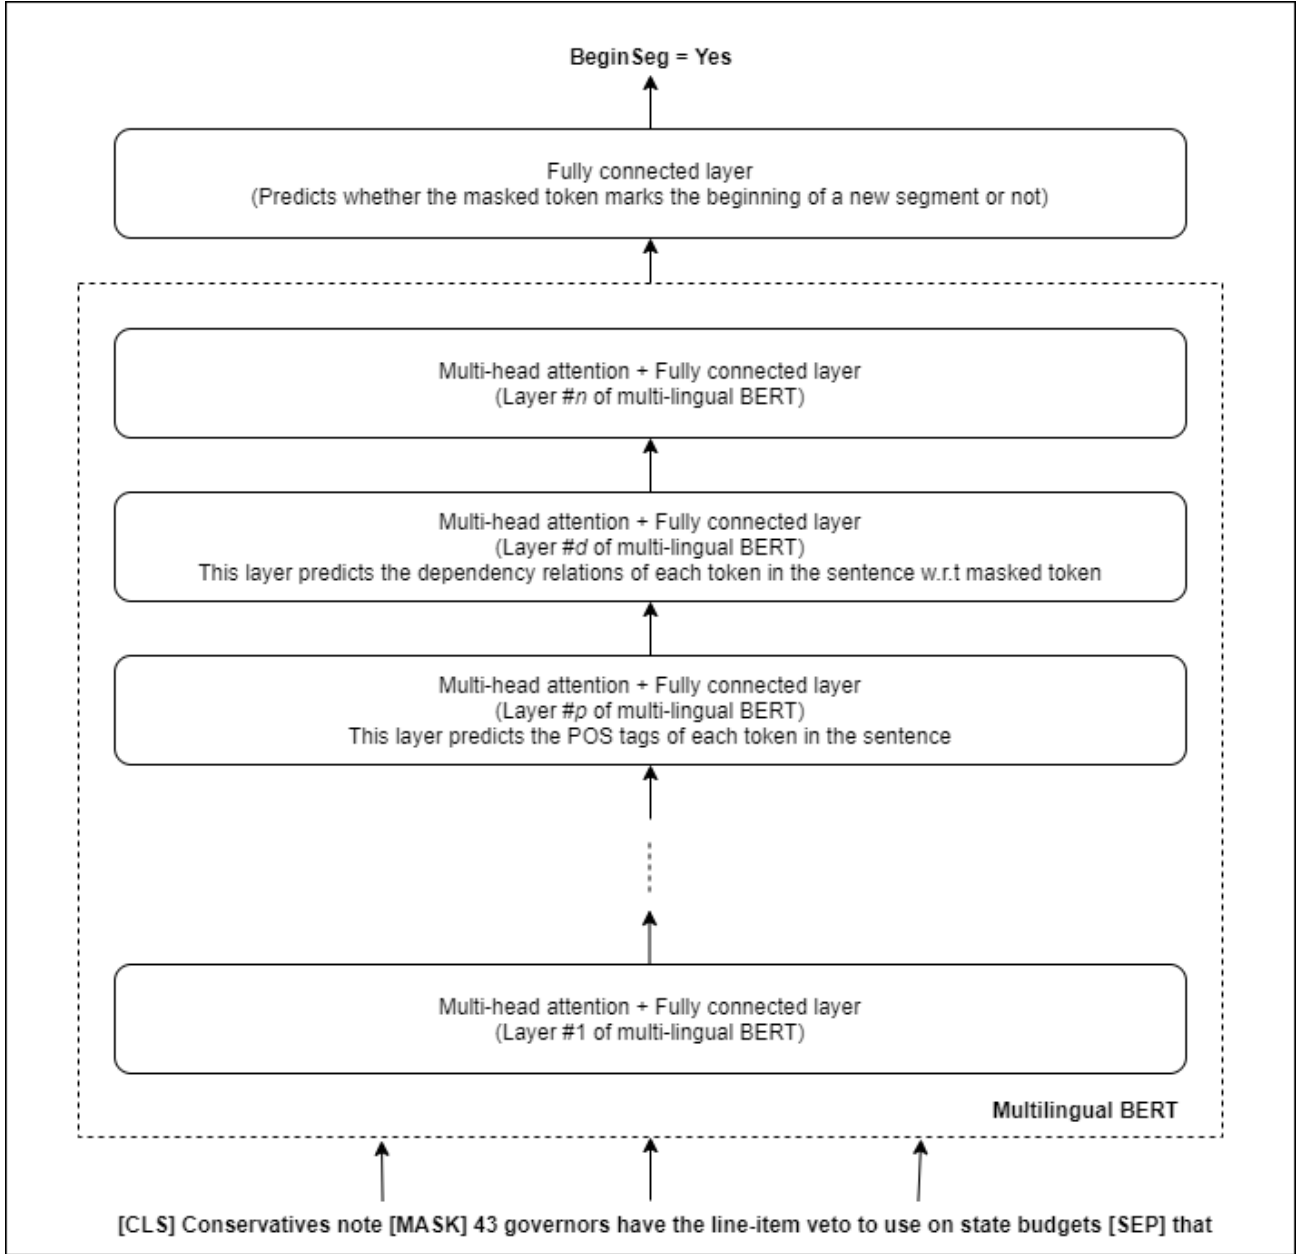 BeginSeg = Yes
Fully connected layer
(Predicts whether the masked token marks the beginning of a new segment or not)
Multi-head attention + Fully connected layer
(Layer #n of multi-lingual BERT)
Multi-head attention + Fully connected layer
(Layer #d of multi-lingual BERT)
This layer predicts the dependency relations of each token in the sentence w.r.t masked token
Multi-head attention + Fully connected layer
(Layer #p of multi-lingual BERT)
This layer predicts the POS tags of each token in the sentence
Multi-head attention + Fully connected layer
(Layer #1 of multi-lingual BERT)
Multilingual BERT
[CLS] Conservatives note [MASK] 43 governors have the line-item veto to use on state budgets [SEP] that